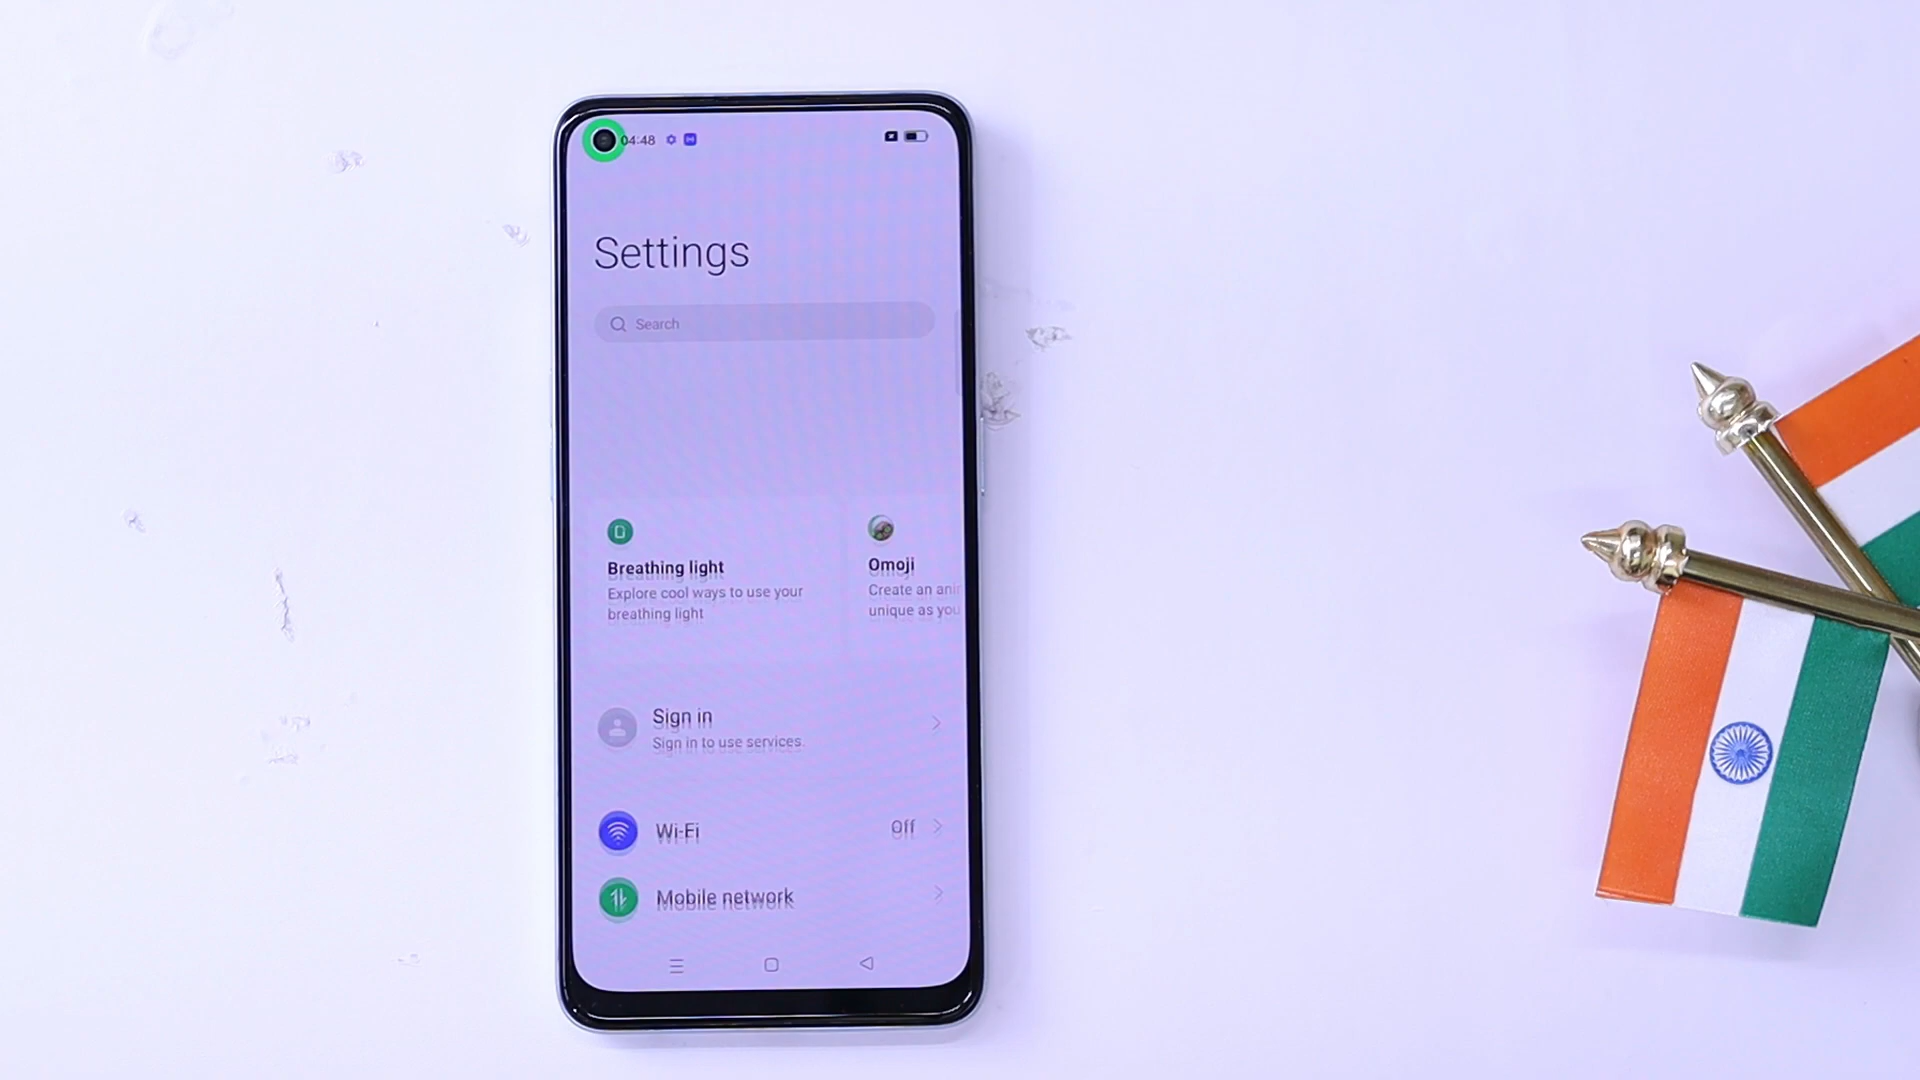 04:48
Settings
Search
Breathing light
Explore cool ways to use your
breathing light
Omoji
Create an ani
unique as you
Sign in
Sign in to use services.
Wi-Fi
Off
Mobile network